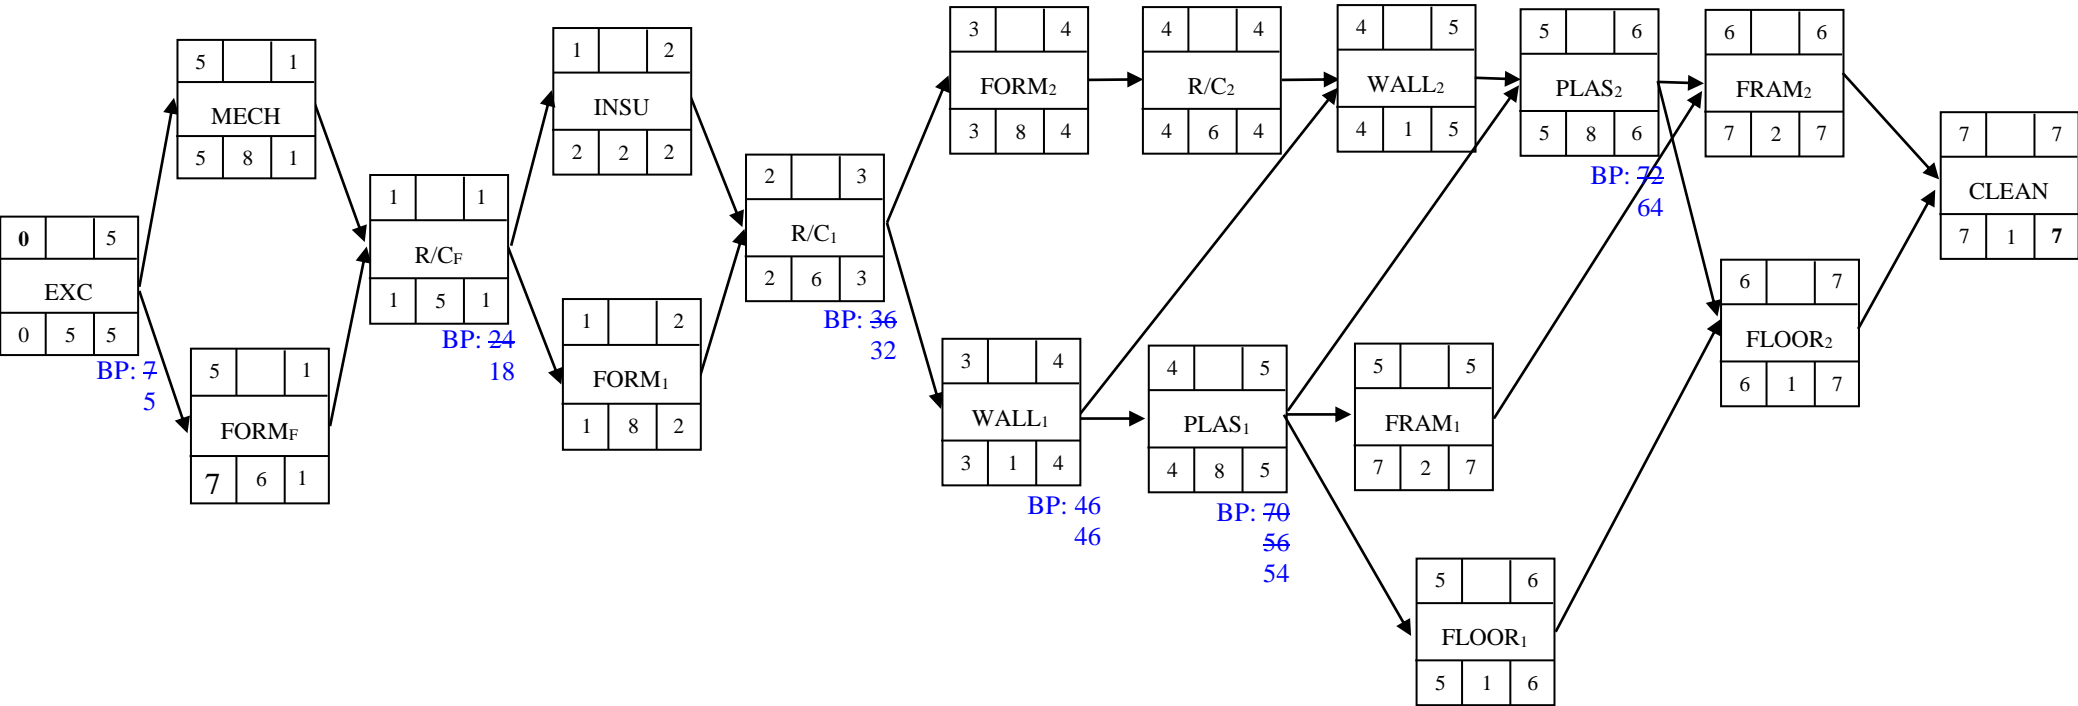 0 5
EXC
0 5 5
BP: 7
5
5 1
MECH
5 8 1
5 1
FORMF
7 6 1
1 1
R/CF
1 5 1
BP: 24
18
1 2
INSU
2 2 2
1 2
FORM1
1 8 2
2 3
R/C1
2 6 3
BP: 36
32
3 4
FORM2
3 8 4
3 4
WALL1
3 1 4
BP: 46
46
4 4
R/C2
4 6 4
4 5
PLAS1
4 8 5
BP: 70
56
54
4 5
WALL2
4 1 5
5 5
FRAM1
7 2 7
5 6
FLOOR1
5 1 6
5 6
PLAS2
5 8 6
BP: 72
64
6 6
FRAM2
7 2 7
6 7
FLOOR2
6 1 7
7 7
CLEAN
7 1 7